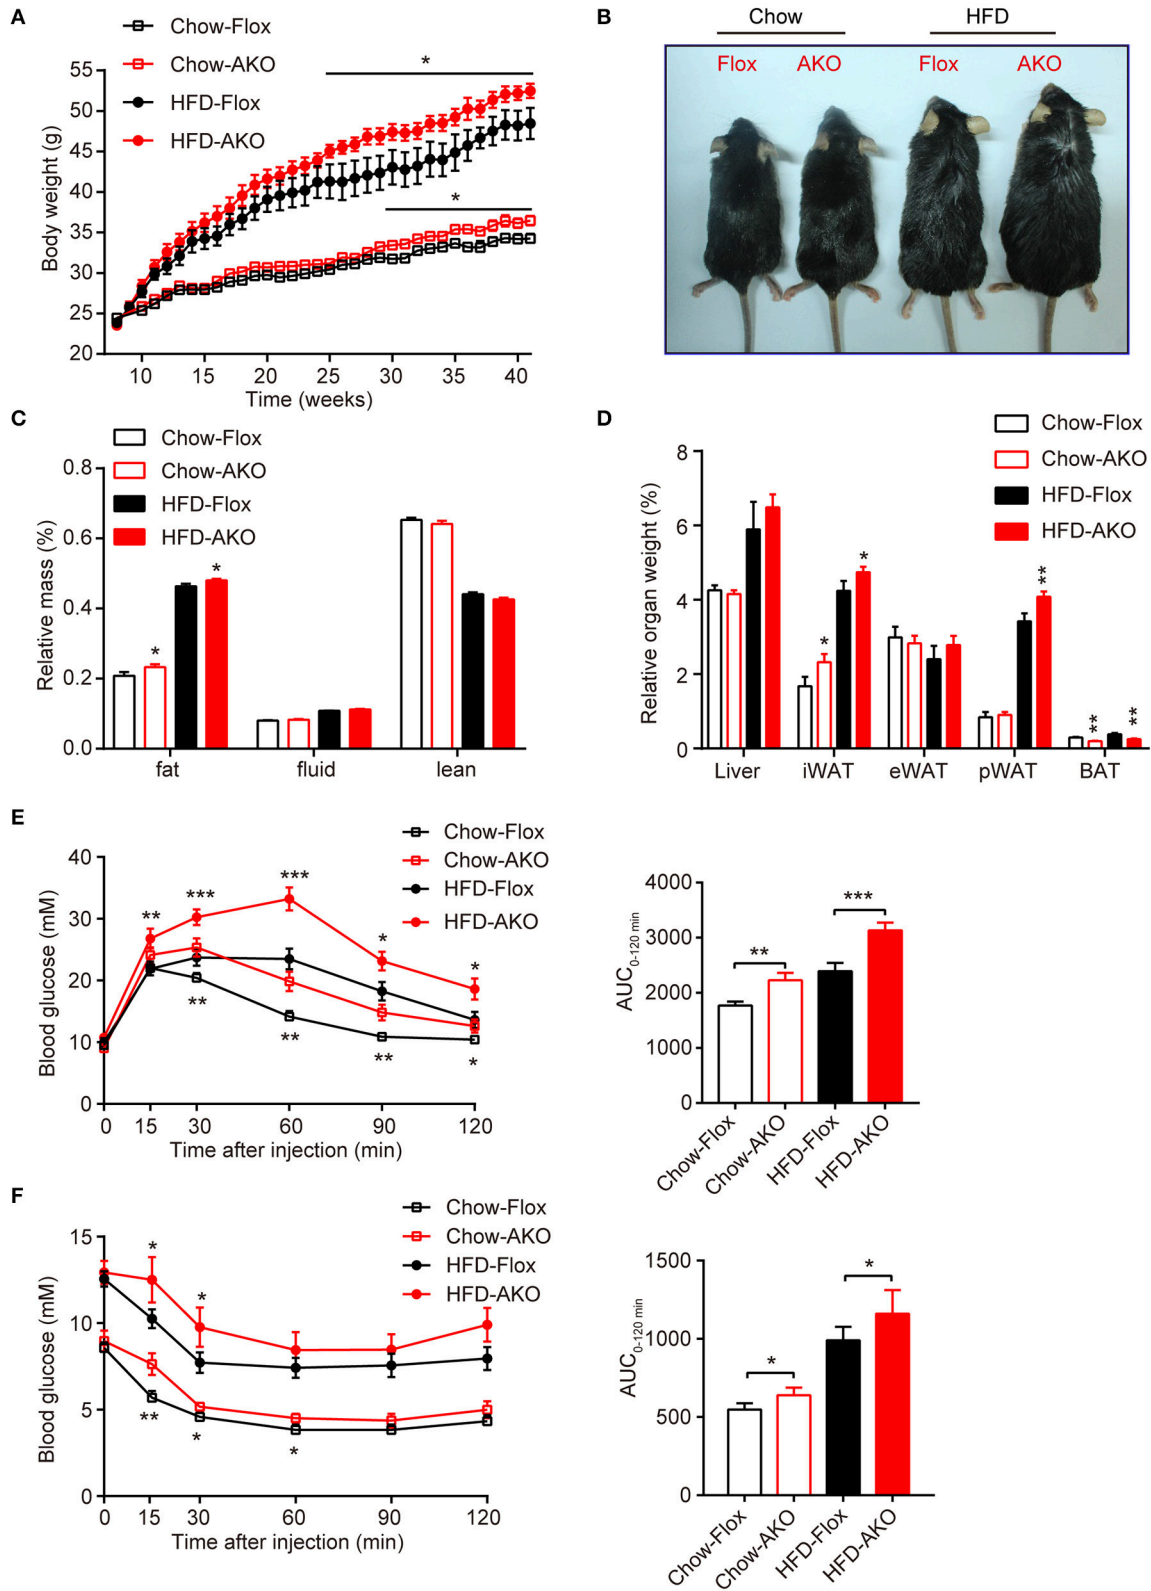 A
Chow-Flox
Chow-AKO
HFD-Flox
HFD-AKO
Body weight (g)
55
50
45
40
35
30
25
20
*
*
10 15 20 25 30 35 40
Time (weeks)
B
Chow HFD
Flox AKO Flox AKO
C
Chow-Flox
Chow-AKO
HFD-Flox
HFD-AKO
Relative mass (%)
0.8
0.6
0.4
0.2
0.0
*
*
fat fluid lean
D
Chow-Flox
Chow-AKO
HFD-Flox
HFD-AKO
Relative organ weight (%)
8
6
4
2
0
* * ** ** **
Liver iWAT eWAT pWAT BAT
E
Chow-Flox
Chow-AKO
HFD-Flox
HFD-AKO
Blood glucose (mM)
40
30
20
10
0
** *** *** * *
** ** ** *
0 15 30 60 90 120
Time after injection (min)
AUC0-120 min
4000
3000
2000
1000
0
** ***
Chow-Flox
Chow-AKO
HFD-Flox
HFD-AKO
F
Chow-Flox
Chow-AKO
HFD-Flox
HFD-AKO
Blood glucose (mM)
15
10
5
0
* *
** * *
0 15 30 60 90 120
Time after injection (min)
AUC0-120 min
1500
1000
500
0
* *
Chow-Flox
Chow-AKO
HFD-Flox
HFD-AKO